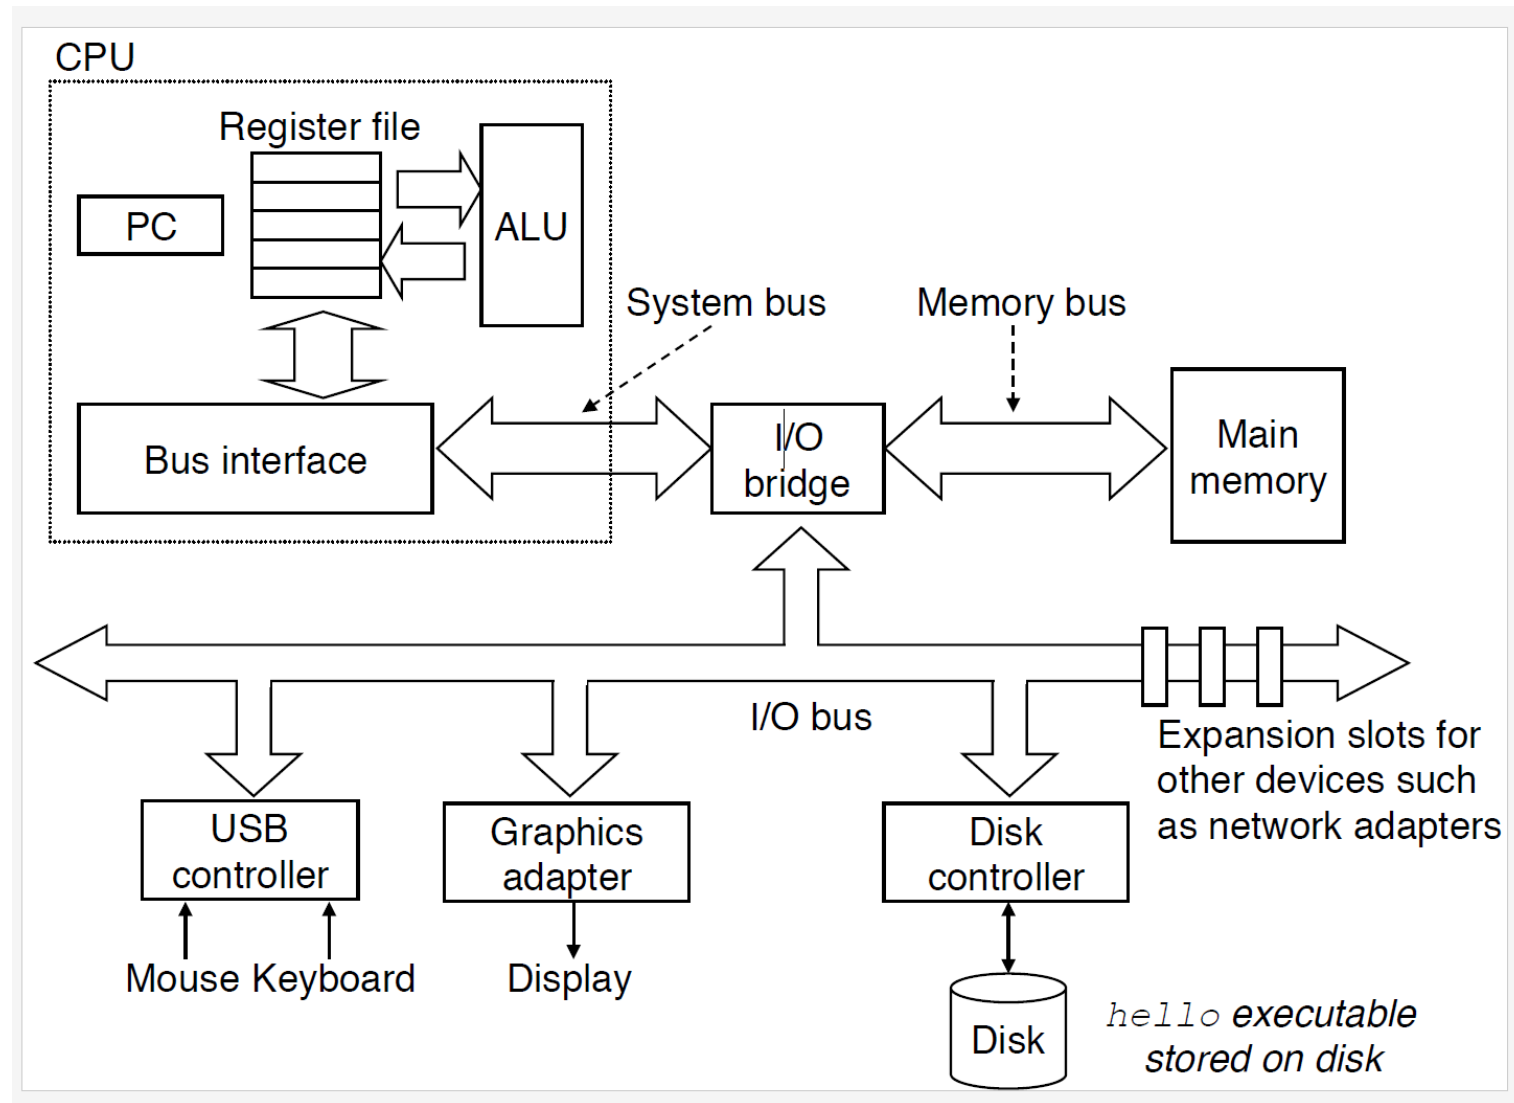 CPU
Register file
PC
ALU
System bus
Memory bus
Bus interface
I/O
bridge
Main
memory
I/O bus
Expansion slots for
other devices such
as network adapters
USB
controller
Graphics
adapter
Disk
controller
Mouse Keyboard
Display
Disk
hello executable
stored on disk